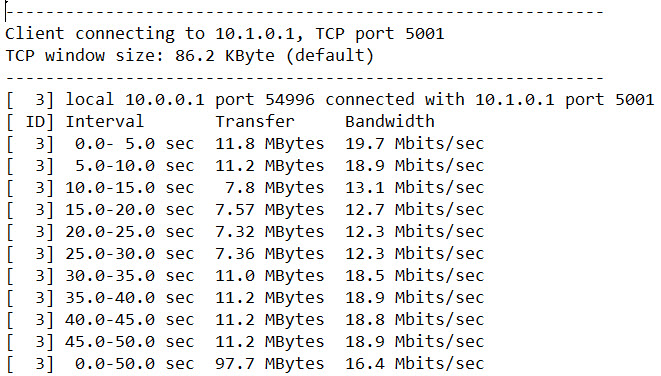 ------------------------------------------------------------
Client connecting to 10.1.0.1, TCP port 5001
TCP window size: 86.2 KByte (default)
------------------------------------------------------------
[  3] local 10.0.0.1 port 54996 connected with 10.1.0.1 port 5001
[ ID] Interval       Transfer     Bandwidth
[  3]  0.0- 5.0 sec  11.8 MBytes  19.7 Mbits/sec
[  3]  5.0-10.0 sec  11.2 MBytes  18.9 Mbits/sec
[  3] 10.0-15.0 sec   7.8 MBytes  13.1 Mbits/sec
[  3] 15.0-20.0 sec  7.57 MBytes  12.7 Mbits/sec
[  3] 20.0-25.0 sec  7.32 MBytes  12.3 Mbits/sec
[  3] 25.0-30.0 sec  7.36 MBytes  12.3 Mbits/sec
[  3] 30.0-35.0 sec  11.0 MBytes  18.5 Mbits/sec
[  3] 35.0-40.0 sec  11.2 MBytes  18.9 Mbits/sec
[  3] 40.0-45.0 sec  11.2 MBytes  18.8 Mbits/sec
[  3] 45.0-50.0 sec  11.2 MBytes  18.9 Mbits/sec
[  3]  0.0-50.0 sec  97.7 MBytes  16.4 Mbits/sec